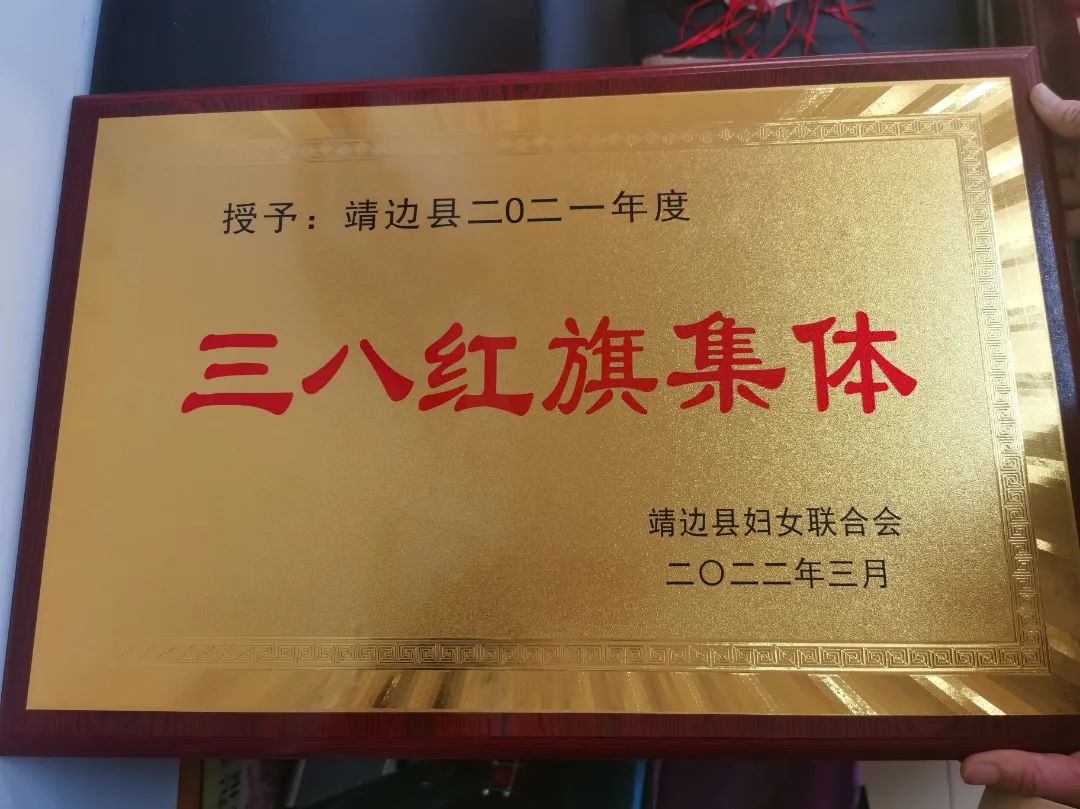 授予：靖边县二0二一年度
三八红旗集体
靖边县妇女联合会
二〇二二年三月